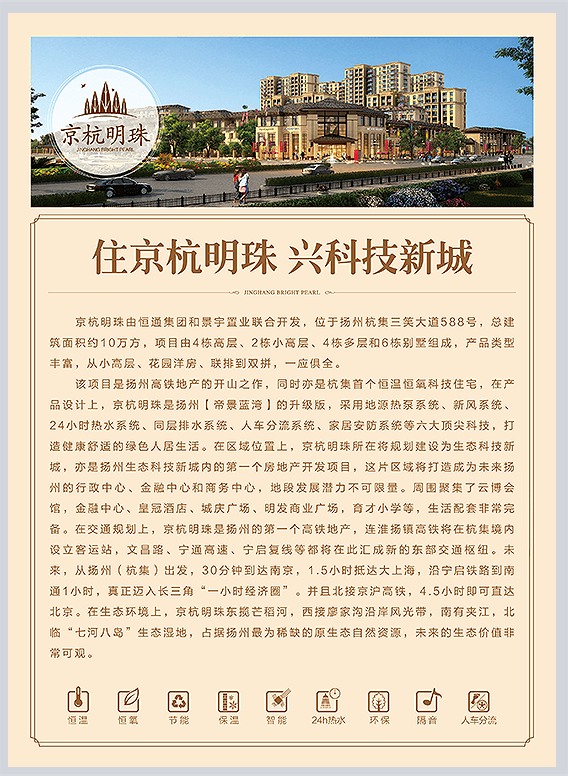 京杭明珠
JINGHANG BRIGHT PEARL
住京杭明珠 兴科技新城
JINGHANG BRIGHT PEARL
京杭明珠由恒通集团和景宇置业联合开发，位于扬州杭集三笑大道588号，总建
筑面积约10万方，项目由4栋高层、2栋小高层、4栋多层和6栋别墅组成，产品类型
丰富，从小高层、花园洋房、联排到双拼，一应俱全。
该项目是扬州高铁地产的开山之作，同时亦是杭集首个恒温恒氧科技住宅，在产
品设计上，京杭明珠是扬州【帝景蓝湾】的升级版，采用地源热泵系统、新风系统、
24小时热水系统、同层排水系统、人车分流系统、家居安防系统等六大顶尖科技，打
造健康舒适的绿色人居生活。在区域位置上，京杭明珠所在将规划建设为生态科技新
城，亦是扬州生态科技新城内的第一个房地产开发项目，这片区域将打造成为未来扬
州的行政中心、金融中心和商务中心，地段发展潜力不可限量。周围聚集了云博会
馆，金融中心、皇冠酒店、城庆广场、明发商业广场，育才小学等，生活配套非常完
备。在交通规划上，京杭明珠是扬州的第一个高铁地产，连淮扬镇高铁将在杭集境内
设立客运站，文昌路、宁通高速、宁启复线等都将在此汇成新的东部交通枢纽。未
来，从扬州（杭集）出发，30分钟到达南京，1.5小时抵达大上海，沿宁启铁路到南
通1小时，真正迈入长三角“一小时经济圈”。并且北接京沪高铁，4.5小时即可直达
北京。在生态环境上，京杭明珠东揽芒稻河，西接廖家沟沿岸风光带，南有夹江，北
临“七河八岛”生态湿地，占据扬州最为稀缺的原生态自然资源，未来的生态价值非
常可观。
恒温 恒氧 节能 保温 智能 24h热水 环保 隔音 人车分流